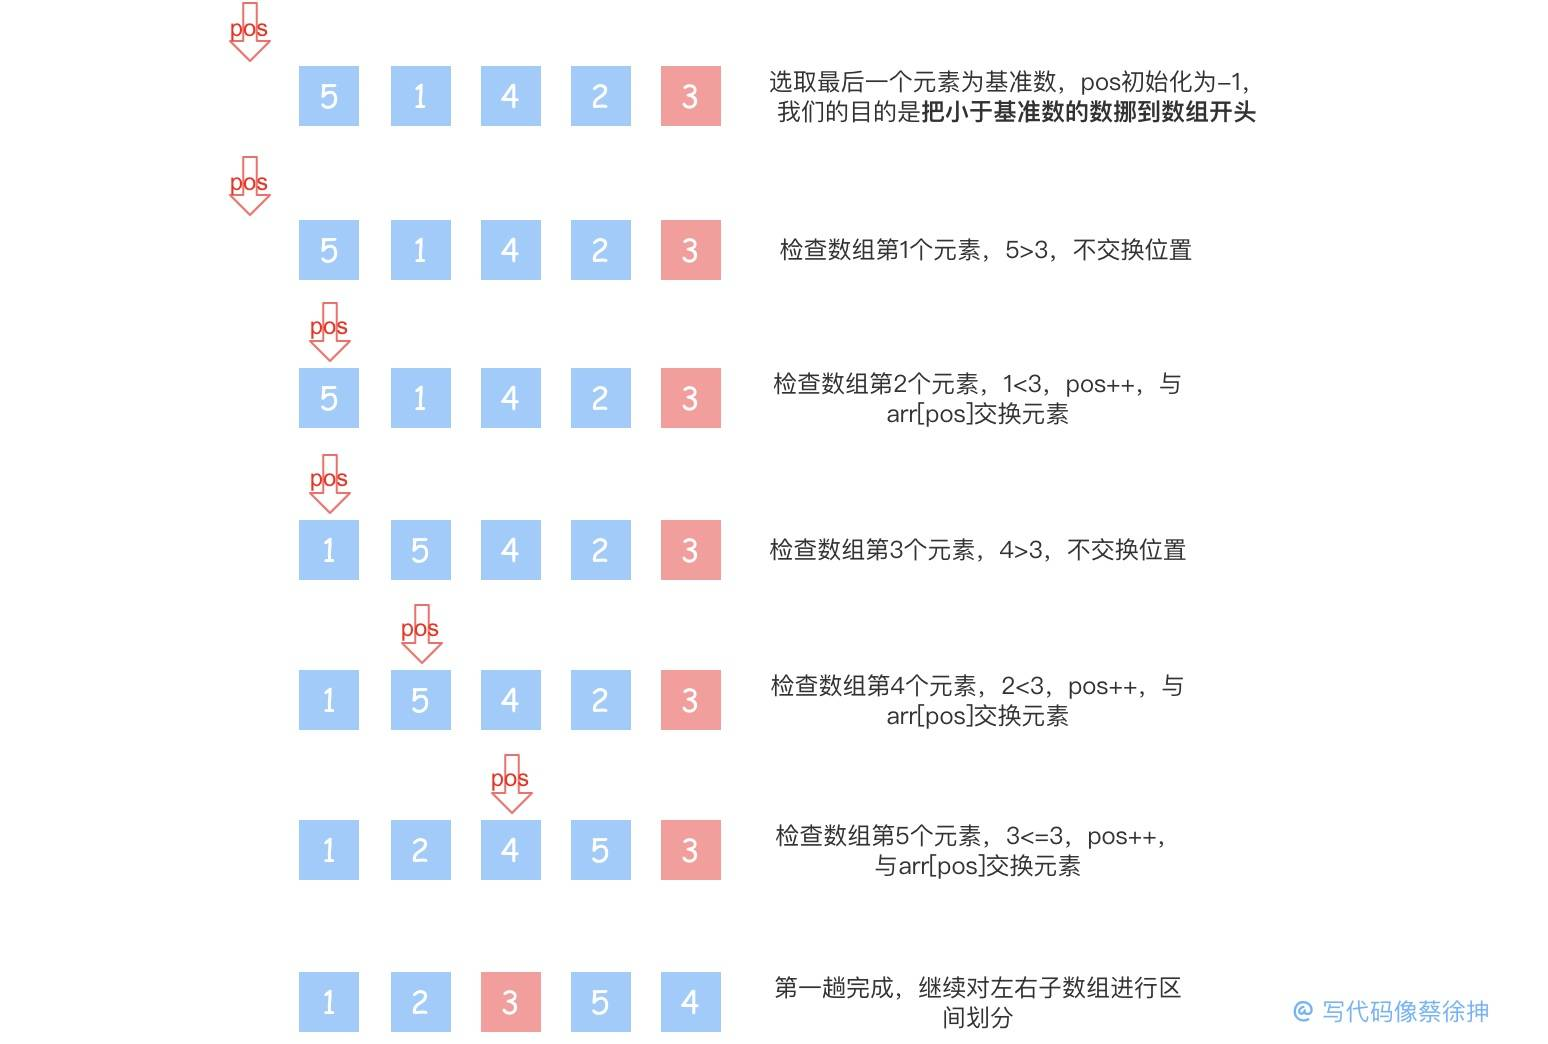 pos
5 1 4 2 3
选取最后一个元素为基准数，pos初始化为-1，
我们的目的是把小于基准数的数挪到数组开头
pos
5 1 4 2 3
检查数组第1个元素，5>3，不交换位置
pos
5 1 4 2 3
检查数组第2个元素，1<3，pos++，与
arr[pos]交换元素
pos
1 5 4 2 3
检查数组第3个元素，4>3，不交换位置
pos
1 5 4 2 3
检查数组第4个元素，2<3，pos++，与
arr[pos]交换元素
pos
1 2 4 5 3
检查数组第5个元素，3<=3，pos++，
与arr[pos]交换元素
1 2 3 5 4
第一趟完成，继续对左右子数组进行区
间划分
@ 写代码像蔡徐抻